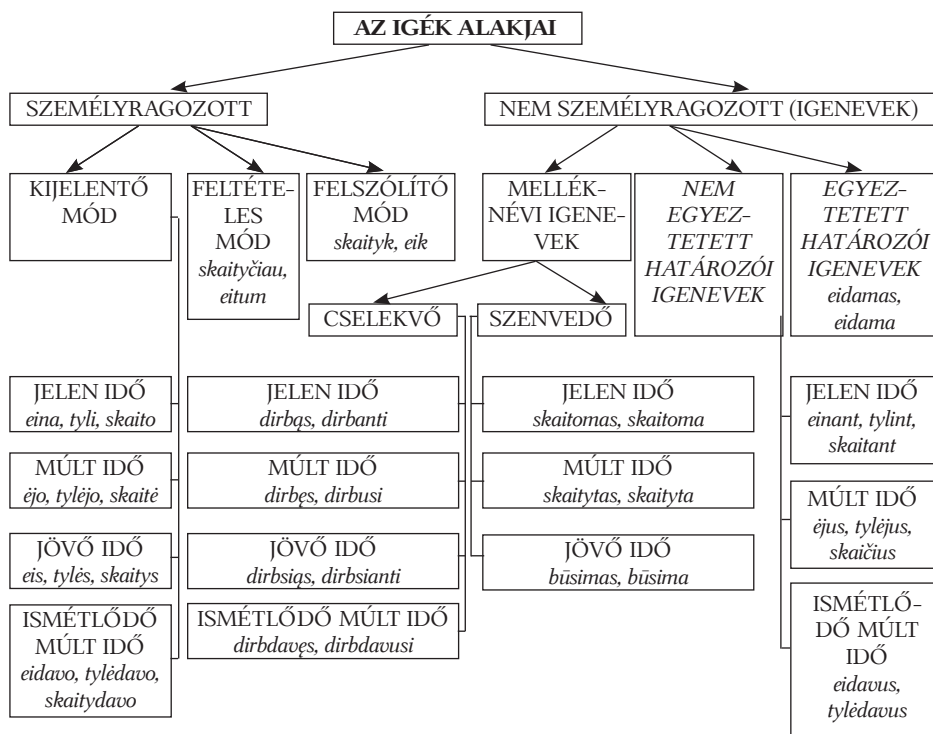 AZ IGÉK ALAKJAI
SZEMÉLYRAGOZOTT
NEM SZEMÉLYRAGOZOTT (IGENEVEK)
KIJELENTŐ
MÓD
FELTÉTE-
LES
MÓD
skaityčiau,
eitum
FELSZÓLÍTÓ
MÓD
skaityk, eik
MELLÉK-
NÉVI IGENE-
VEK
NEM
EGYEZ-
TETETT
HATÁROZÓI
IGENEVEK
EGYEZ-
TETETT
HATÁROZÓI
IGENEVEK
eidamas,
eidama
CSELEKVŐ
SZENVEDŐ
JELEN IDŐ
eina, tyli, skaito
MÚLT IDŐ
ėjo, tylėjo, skaitė
JÖVŐ IDŐ
eis, tylės, skaitys
ISMÉTLŐDŐ
MÚLT IDŐ
eidavo, tylėdavo,
skaitydavo
JELEN IDŐ
dirbąs, dirbanti
MÚLT IDŐ
dirbęs, dirbusi
JÖVŐ IDŐ
dirbsiąs, dirbsianti
ISMÉTLŐDŐ MÚLT IDŐ
dirbdavęs, dirbdavusi
JELEN IDŐ
skaitomas, skaitoma
MÚLT IDŐ
skaitytas, skaityta
JÖVŐ IDŐ
būsimas, būsima
JELEN IDŐ
einant, tylint,
skaitant
MÚLT IDŐ
ėjus, tylėjus,
skaičius
ISMÉTLŐ-
DŐ MÚLT
IDŐ
eidavus,
tylėdavus